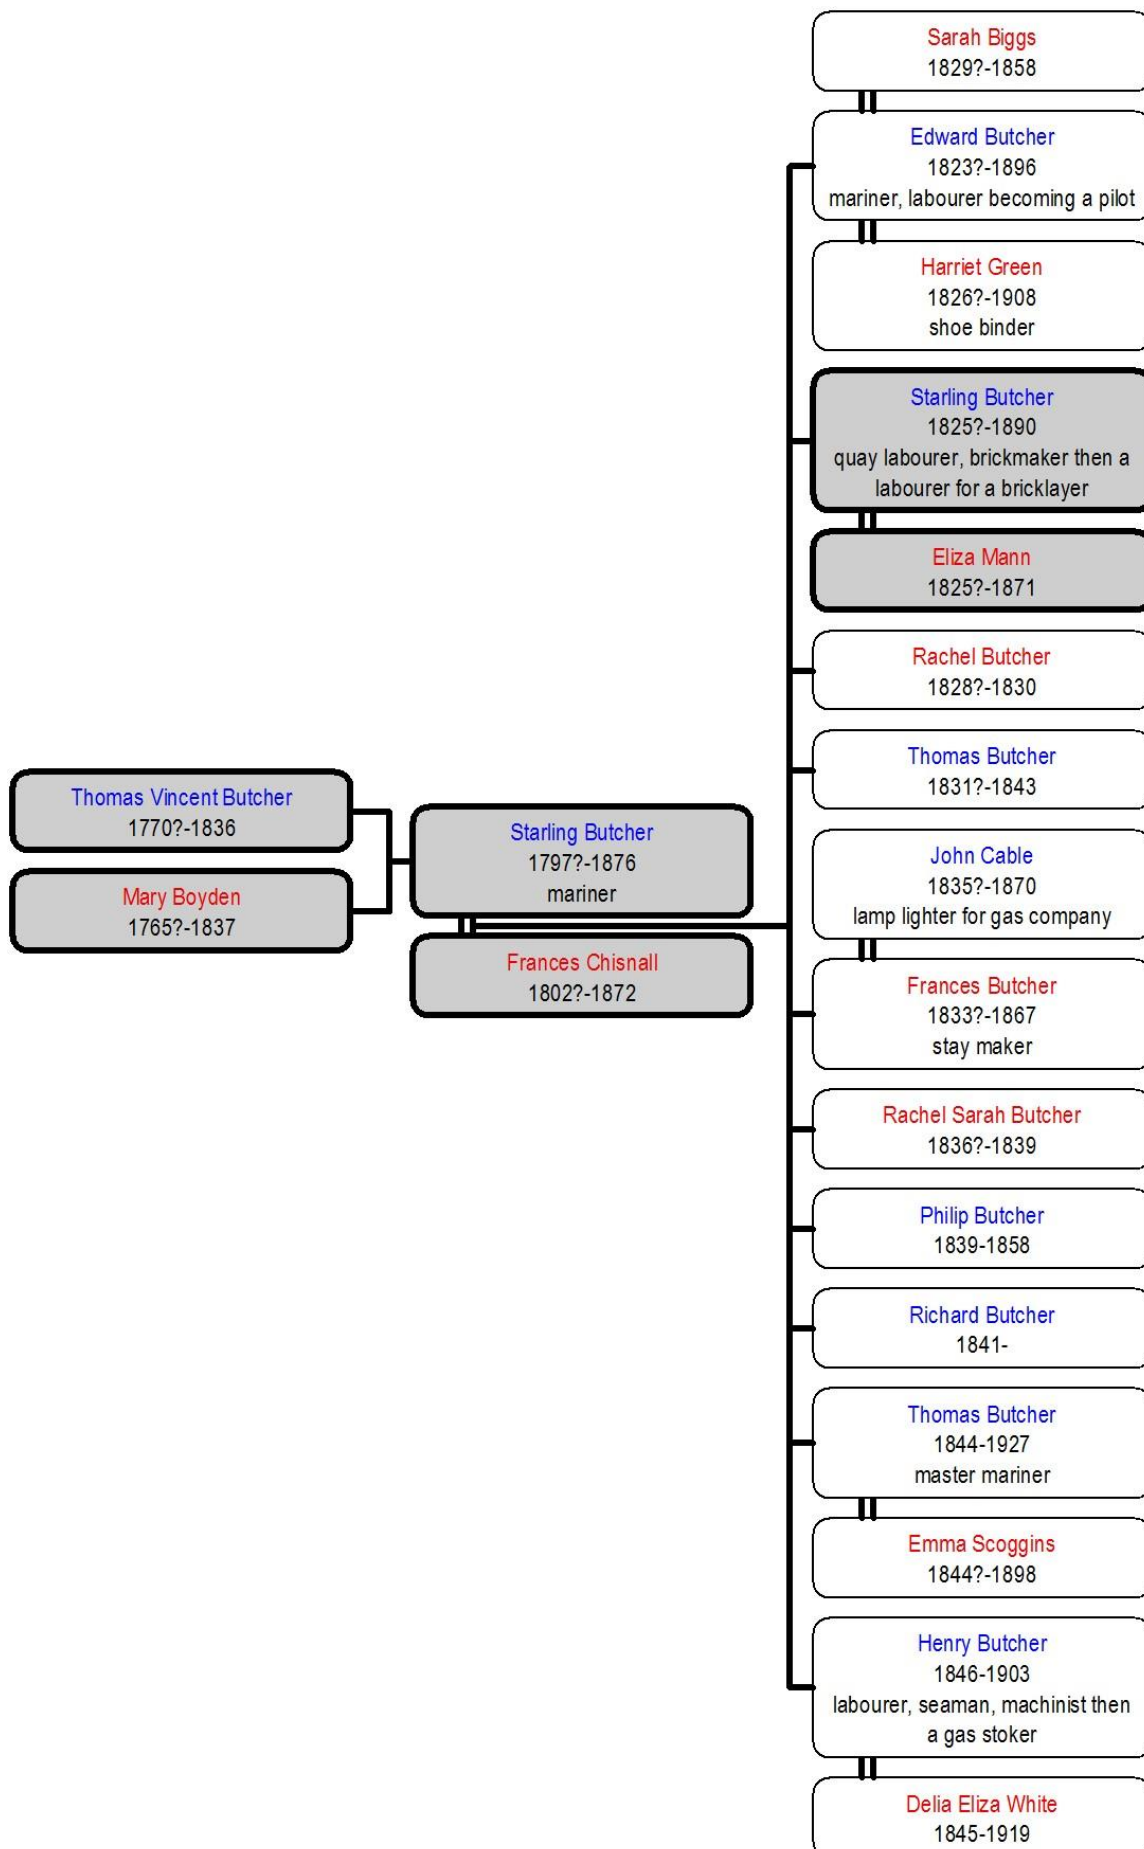 Thomas Vincent Butcher
1770?-1836
Mary Boyden
1765?-1837
Starling Butcher
1797?-1876
mariner
Frances Chisnall
1802?-1872
Sarah Biggs
1829?-1858
Edward Butcher
1823?-1896
mariner, labourer becoming a pilot
Harriet Green
1826?-1908
shoe binder
Starling Butcher
1825?-1890
quay labourer, brickmaker then a
labourer for a bricklayer
Eliza Mann
1825?-1871
Rachel Butcher
1828?-1830
Thomas Butcher
1831?-1843
John Cable
1835?-1870
lamp lighter for gas company
Frances Butcher
1833?-1867
stay maker
Rachel Sarah Butcher
1836?-1839
Philip Butcher
1839-1858
Richard Butcher
1841-
Thomas Butcher
1844-1927
master mariner
Emma Scoggins
1844?-1898
Henry Butcher
1846-1903
labourer, seaman, machinist then
a gas stoker
Delia Eliza White
1845-1919